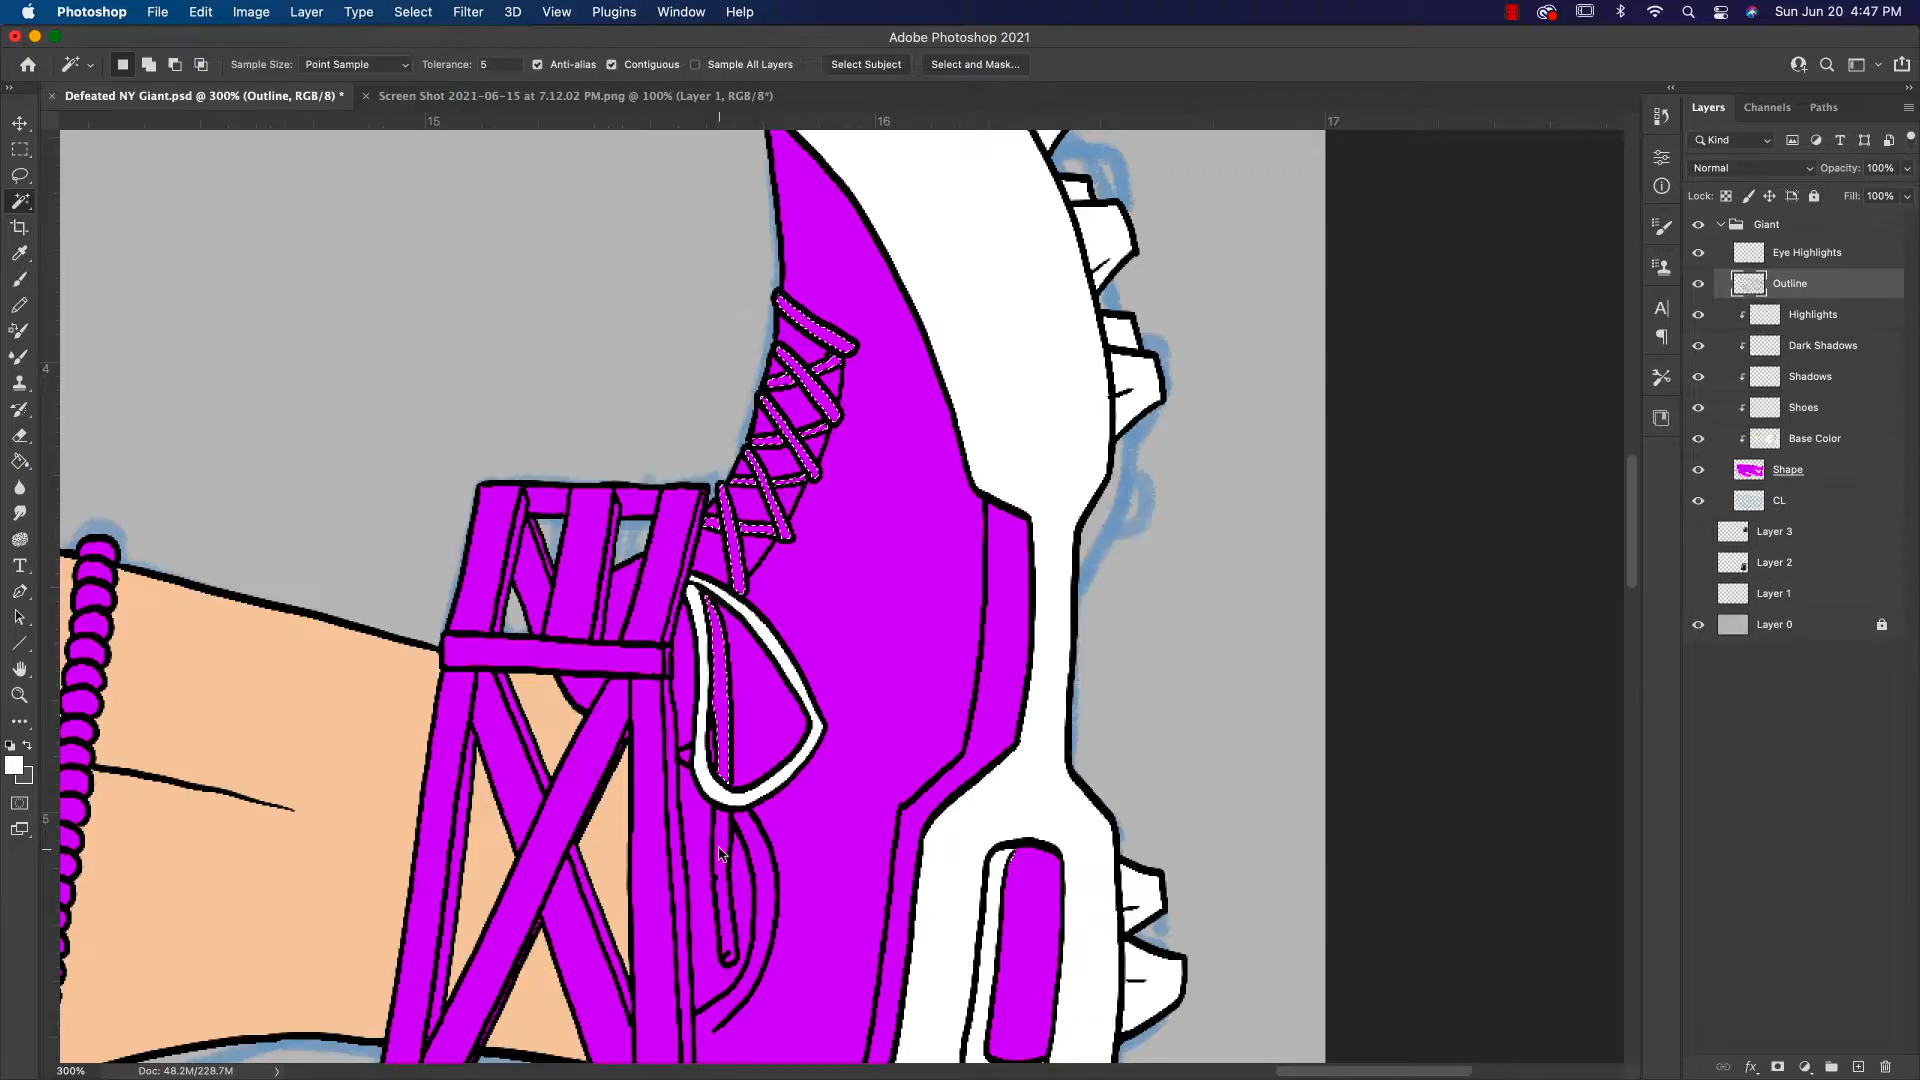 Photoshop File Edit Image Layer Type Select Filter 3D View Plugins Window Help Sun Jun 20 4:47 PM
Adobe Photoshop 2021
Sample Size: Point Sample Tolerance: 5 Anti-alias Contiguous Sample All Layers Select Subject Select and Mask...
Defeated NY Giant.psd @ 300% (Outline, RGB/8) * Screen Shot 2021-06-15 at 7.12.02 PM.png @ 100% (Layer 1, RGB/8*)
15 16 17
4
5
Layers Channels Paths
Kind
Normal Opacity: 100%
Lock: Fill: 100%
Giant
Eye Highlights
Outline
Highlights
Dark Shadows
Shadows
Shoes
Base Color
Shape
CL
Layer 3
Layer 2
Layer 1
Layer 0
300% Doc: 48.2M/228.7M